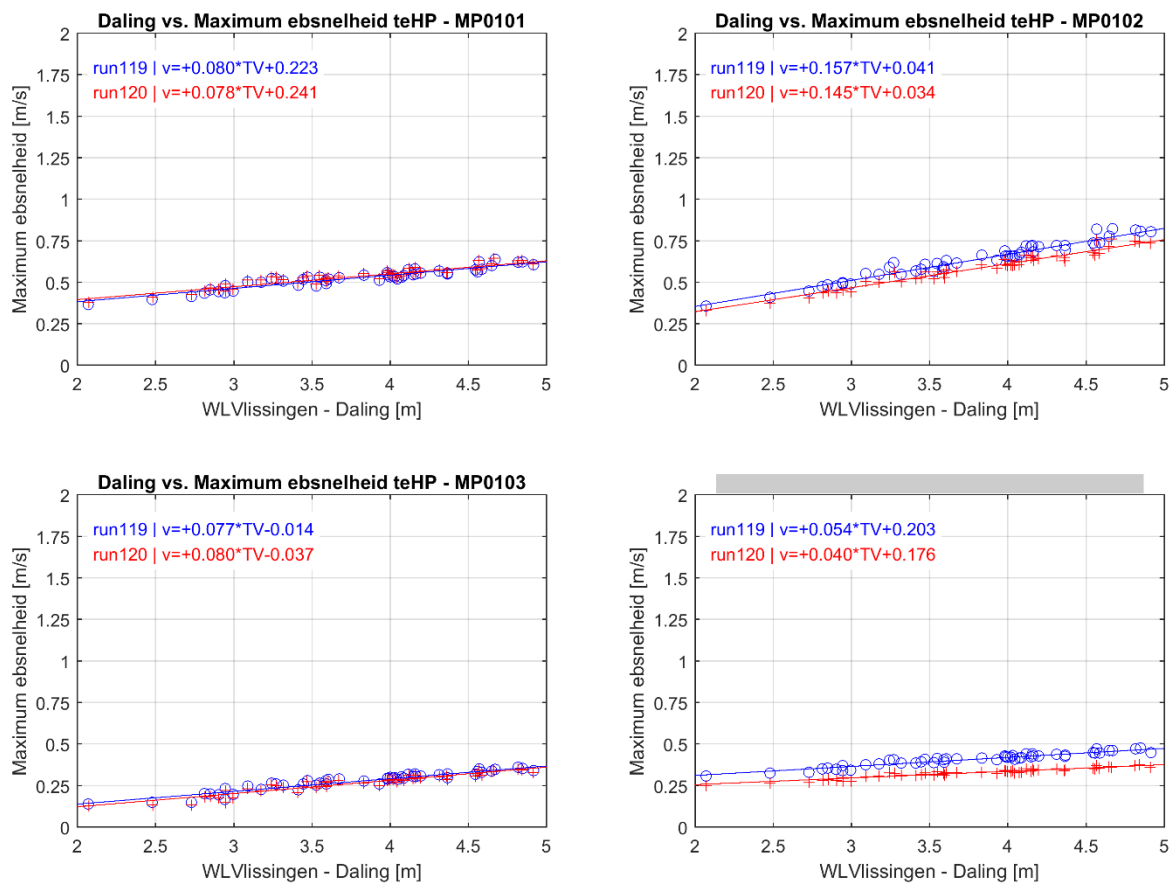 Daling vs. Maximum ebsnelheid teHP - MP0101
2
1.75
1.5
1.25
1
0.75
0.5
0.25
0
Maximum ebsnelheid [m/s]
run119 | v=+0.080*TV+0.223
run120 | v=+0.078*TV+0.241
2 2.5 3 3.5 4 4.5 5
WLVlissingen - Daling [m]
Daling vs. Maximum ebsnelheid teHP - MP0102
2
1.75
1.5
1.25
1
0.75
0.5
0.25
0
Maximum ebsnelheid [m/s]
run119 | v=+0.157*TV+0.041
run120 | v=+0.145*TV+0.034
2 2.5 3 3.5 4 4.5 5
WLVlissingen - Daling [m]
Daling vs. Maximum ebsnelheid teHP - MP0103
2
1.75
1.5
1.25
1
0.75
0.5
0.25
0
Maximum ebsnelheid [m/s]
run119 | v=+0.077*TV-0.014
run120 | v=+0.080*TV-0.037
2 2.5 3 3.5 4 4.5 5
WLVlissingen - Daling [m]
2
1.75
1.5
1.25
1
0.75
0.5
0.25
0
Maximum ebsnelheid [m/s]
run119 | v=+0.054*TV+0.203
run120 | v=+0.040*TV+0.176
2 2.5 3 3.5 4 4.5 5
WLVlissingen - Daling [m]